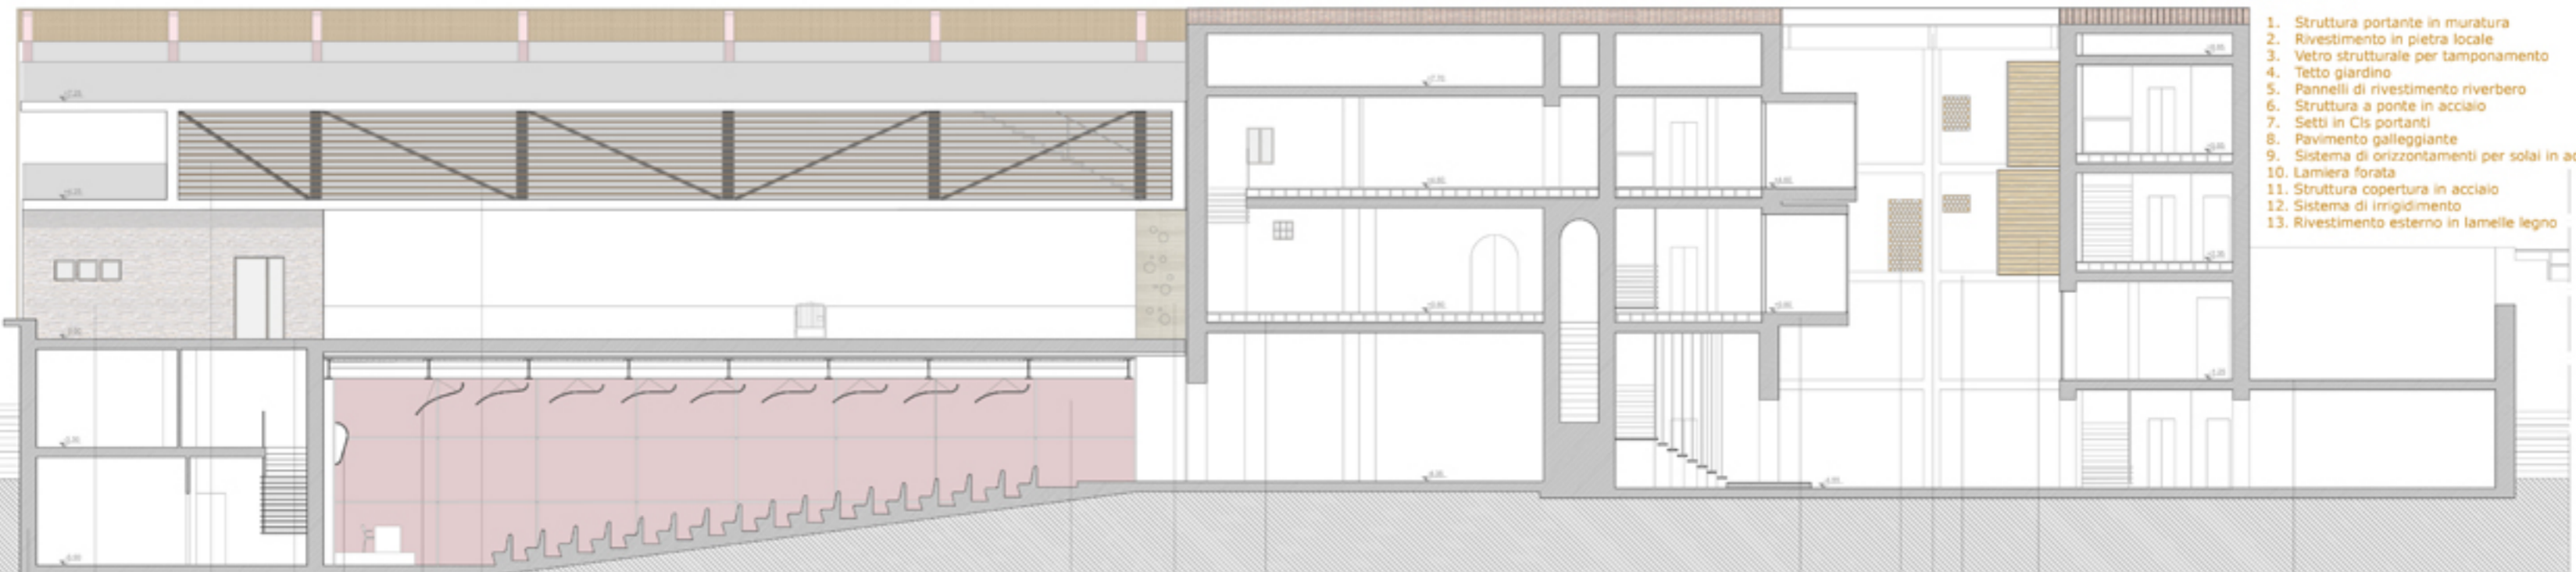 1. Struttura portante in muratura
2. Rivestimento in pietra locale
3. Vetro strutturale per tamponamento
4. Tetto giardino
5. Pannelli di rivestimento riverbero
6. Struttura a ponte in acciaio
7. Setti in Cls portanti
8. Pavimento galleggiante
9. Sistema di orizzontamenti per solai in ac
10. Lamiera forata
11. Struttura copertura in acciaio
12. Sistema di irrigidimento
13. Rivestimento esterno in lamelle legno